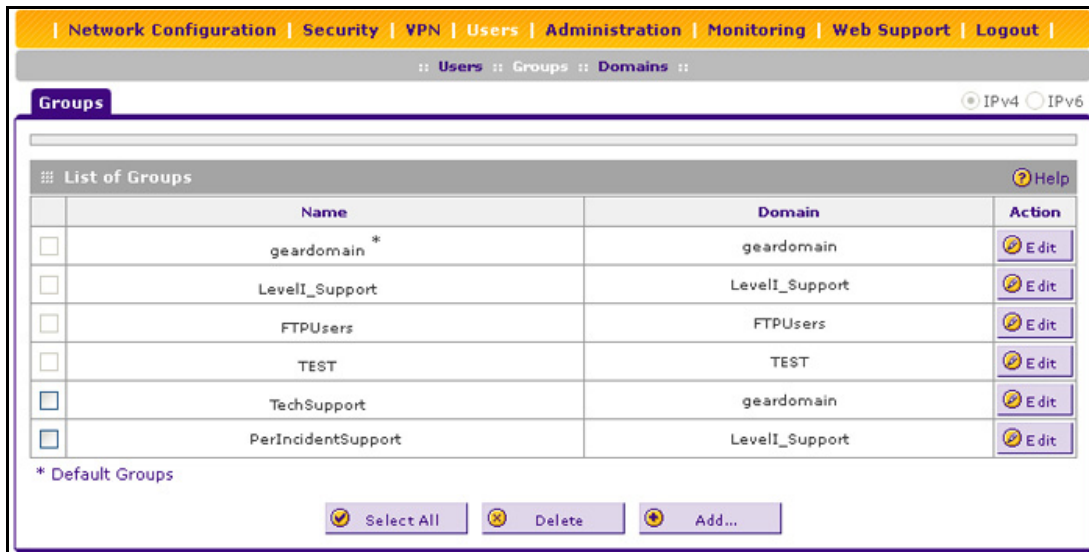 | Network Configuration | Security | VPN | Users | Administration | Monitoring | Web Support | Logout |
:: Users :: Groups :: Domains ::
Groups IPv4 IPv6
List of Groups Help
Name Domain Action
geardomain * geardomain Edit
LevelI_Support LevelI_Support Edit
FTPUsers FTPUsers Edit
TEST TEST Edit
TechSupport geardomain Edit
PerIncidentSupport LevelI_Support Edit
* Default Groups
Select All Delete Add...